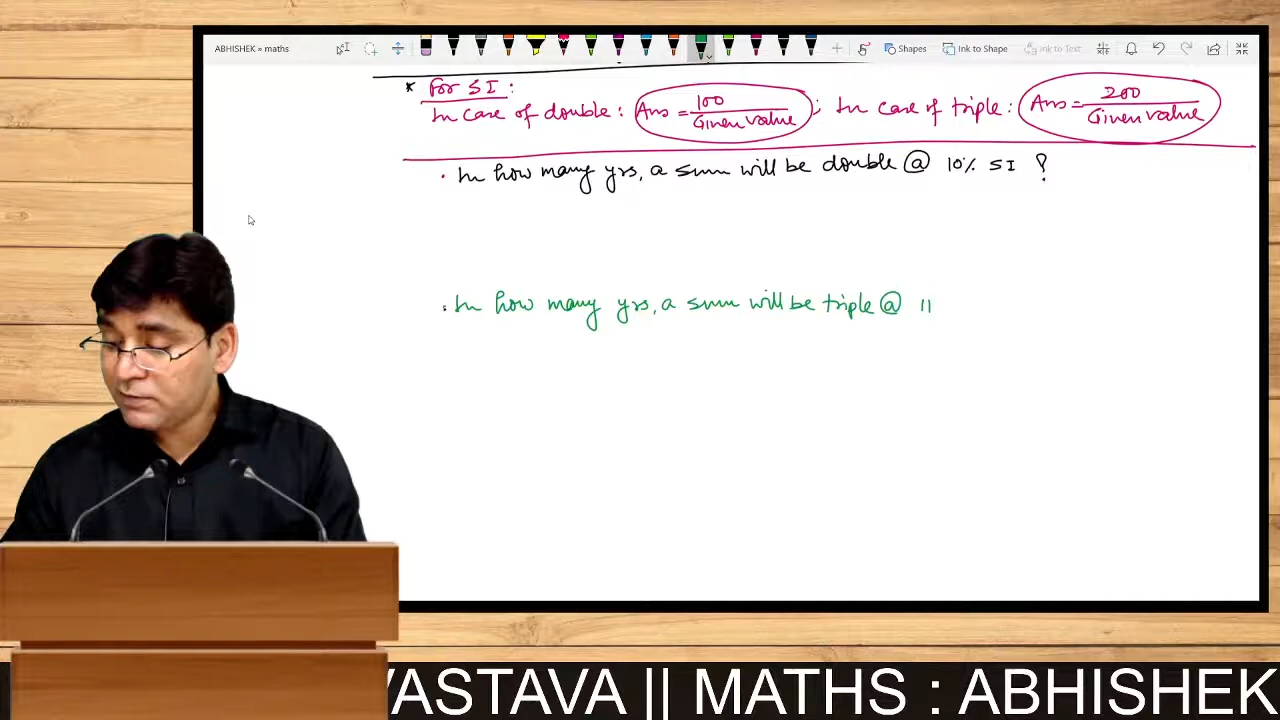 ABHISHEK » maths
Shapes
Ink to Shape
Ink to Text
* For SI:
In case of double: Ans = 100/Given value; In case of triple: Ans = 200/Given value
· In how many yrs, a sum will be double @ 10% SI ?
· In how many yrs, a sum will be triple @ 11
VASTAVA || MATHS : ABHISHEK